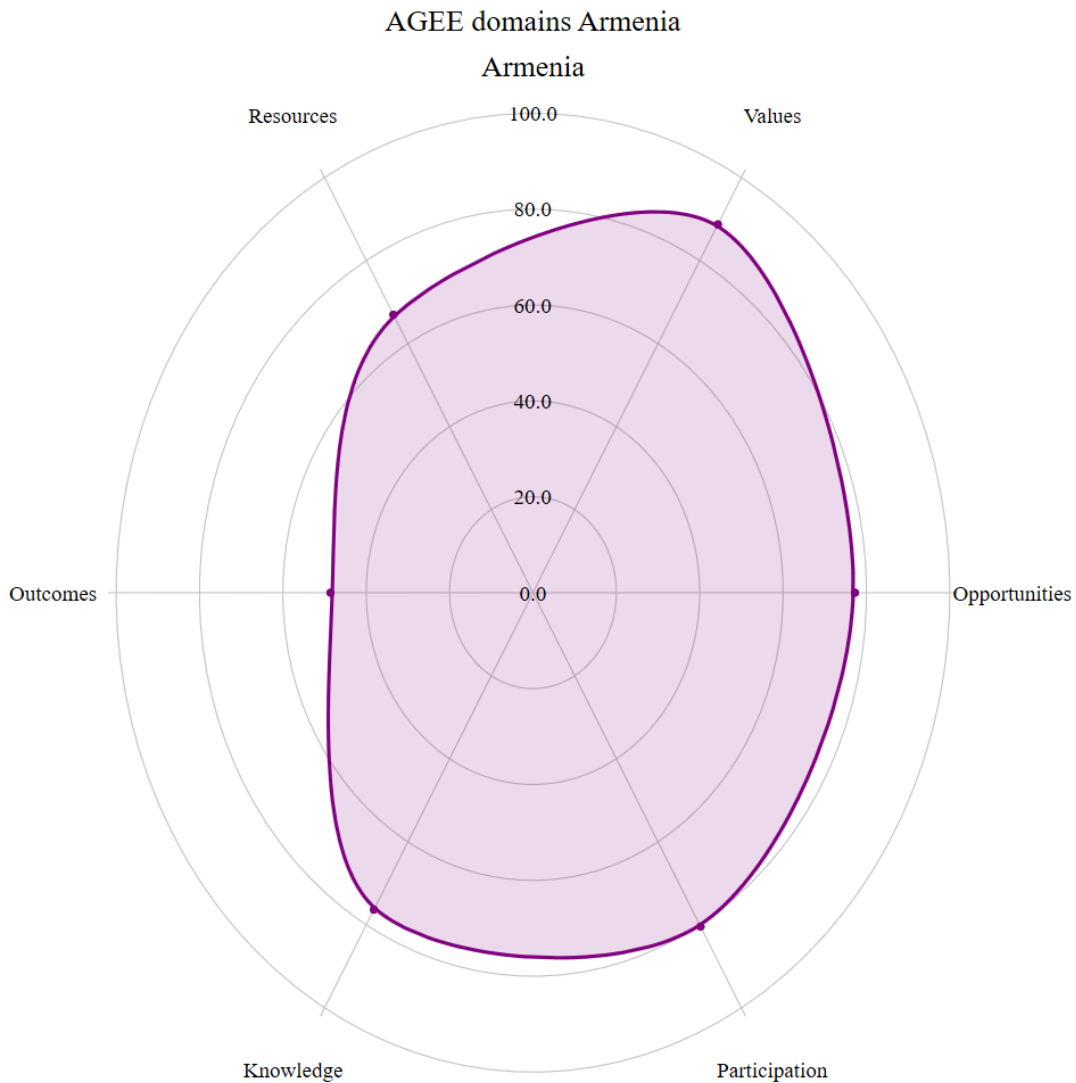 AGEE domains Armenia
Armenia
Resources
100.0
Values
80.0
60.0
40.0
20.0
Outcomes
0.0
Opportunities
Knowledge
Participation